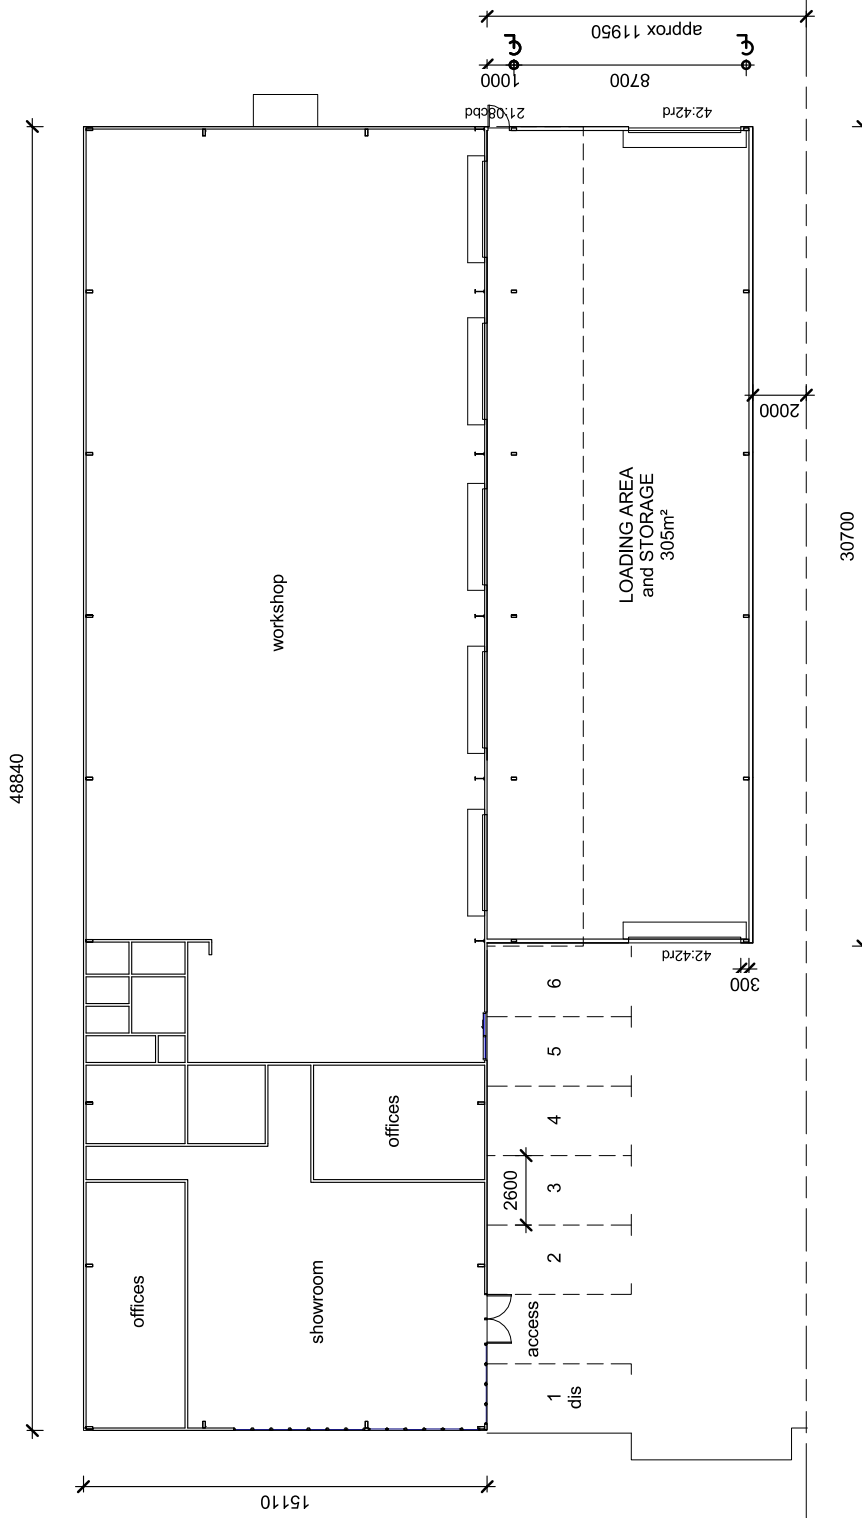 approx 11950
1000
8700
21:08cbd
42:42rd
2000
30700
LOADING AREA
and STORAGE
305m²
workshop
48840
42:42rd
300
6
5
4
3
2600
2
access
1
dis
offices
offices
showroom
15110